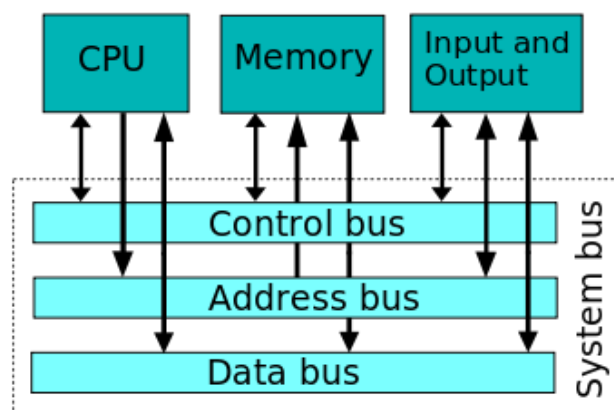 CPU
Memory
Input and
Output
Control bus
Address bus
Data bus
System bus